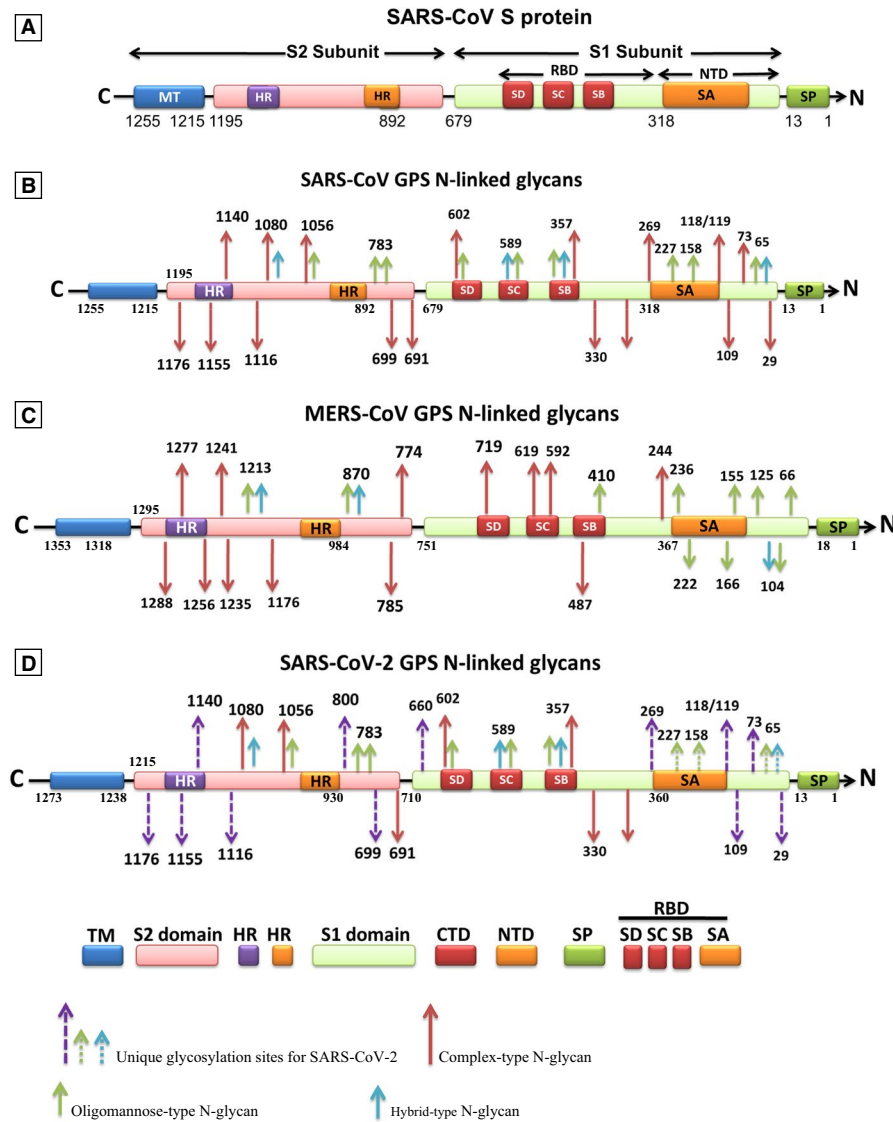 A
SARS-CoV S protein
S2 Subunit S1 Subunit
RBD NTD
C MT HR HR SD SC SB SA SP N
1255 1215 1195 892 679 318 13 1
B
SARS-CoV GPS N-linked glycans
1140 1080 1056 783 602 589 357 269 227 158 118/119 73 65
1195
C HR HR SD SC SB SA SP N
1255 1215 892 679 318 13 1
1176 1155 1116 699 691 330 109 29
C
MERS-CoV GPS N-linked glycans
1277 1241 1213 870 774 719 619 592 410 244 236 155 125 66
1295
C HR HR SD SC SB SA SP N
1353 1318 984 751 367 18 1
1288 1256 1235 1176 785 487 222 166 104
D
SARS-CoV-2 GPS N-linked glycans
1140 1080 1056 800 783 660 602 589 357 269 227 158 118/119 73 65
1215
C HR HR SD SC SB SA SP N
1273 1238 930 710 360 13 1
1176 1155 1116 699 691 330 109 29
RBD
TM S2 domain HR HR S1 domain CTD NTD SP SD SC SB SA
Unique glycosylation sites for SARS-CoV-2 Complex-type N-glycan
Oligomannose-type N-glycan Hybrid-type N-glycan